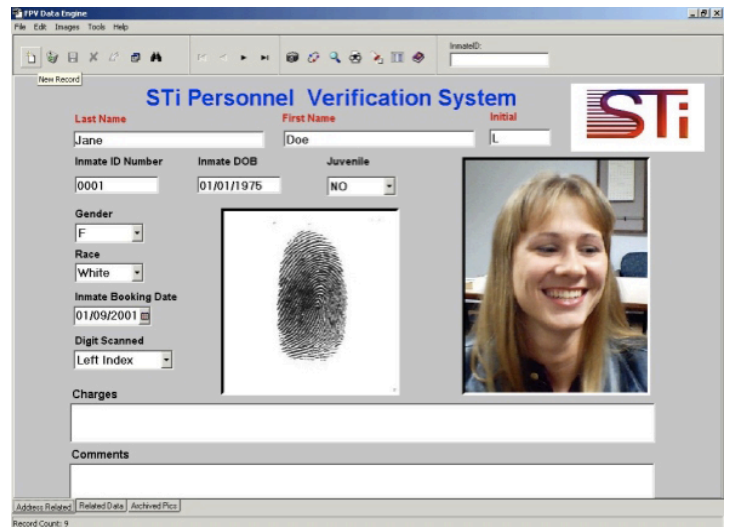 FPV Data Engine
File Edit Images Tools Help
InmateID:
New Record
STi Personnel Verification System
STi
Last Name First Name Initial
Jane Doe L
Inmate ID Number Inmate DOB Juvenile
0001 01/01/1975 NO
Gender
F
Race
White
Inmate Booking Date
01/09/2001
Digit Scanned
Left Index
Charges
Comments
Address Related Related Data Archived Pics
Record Count: 9